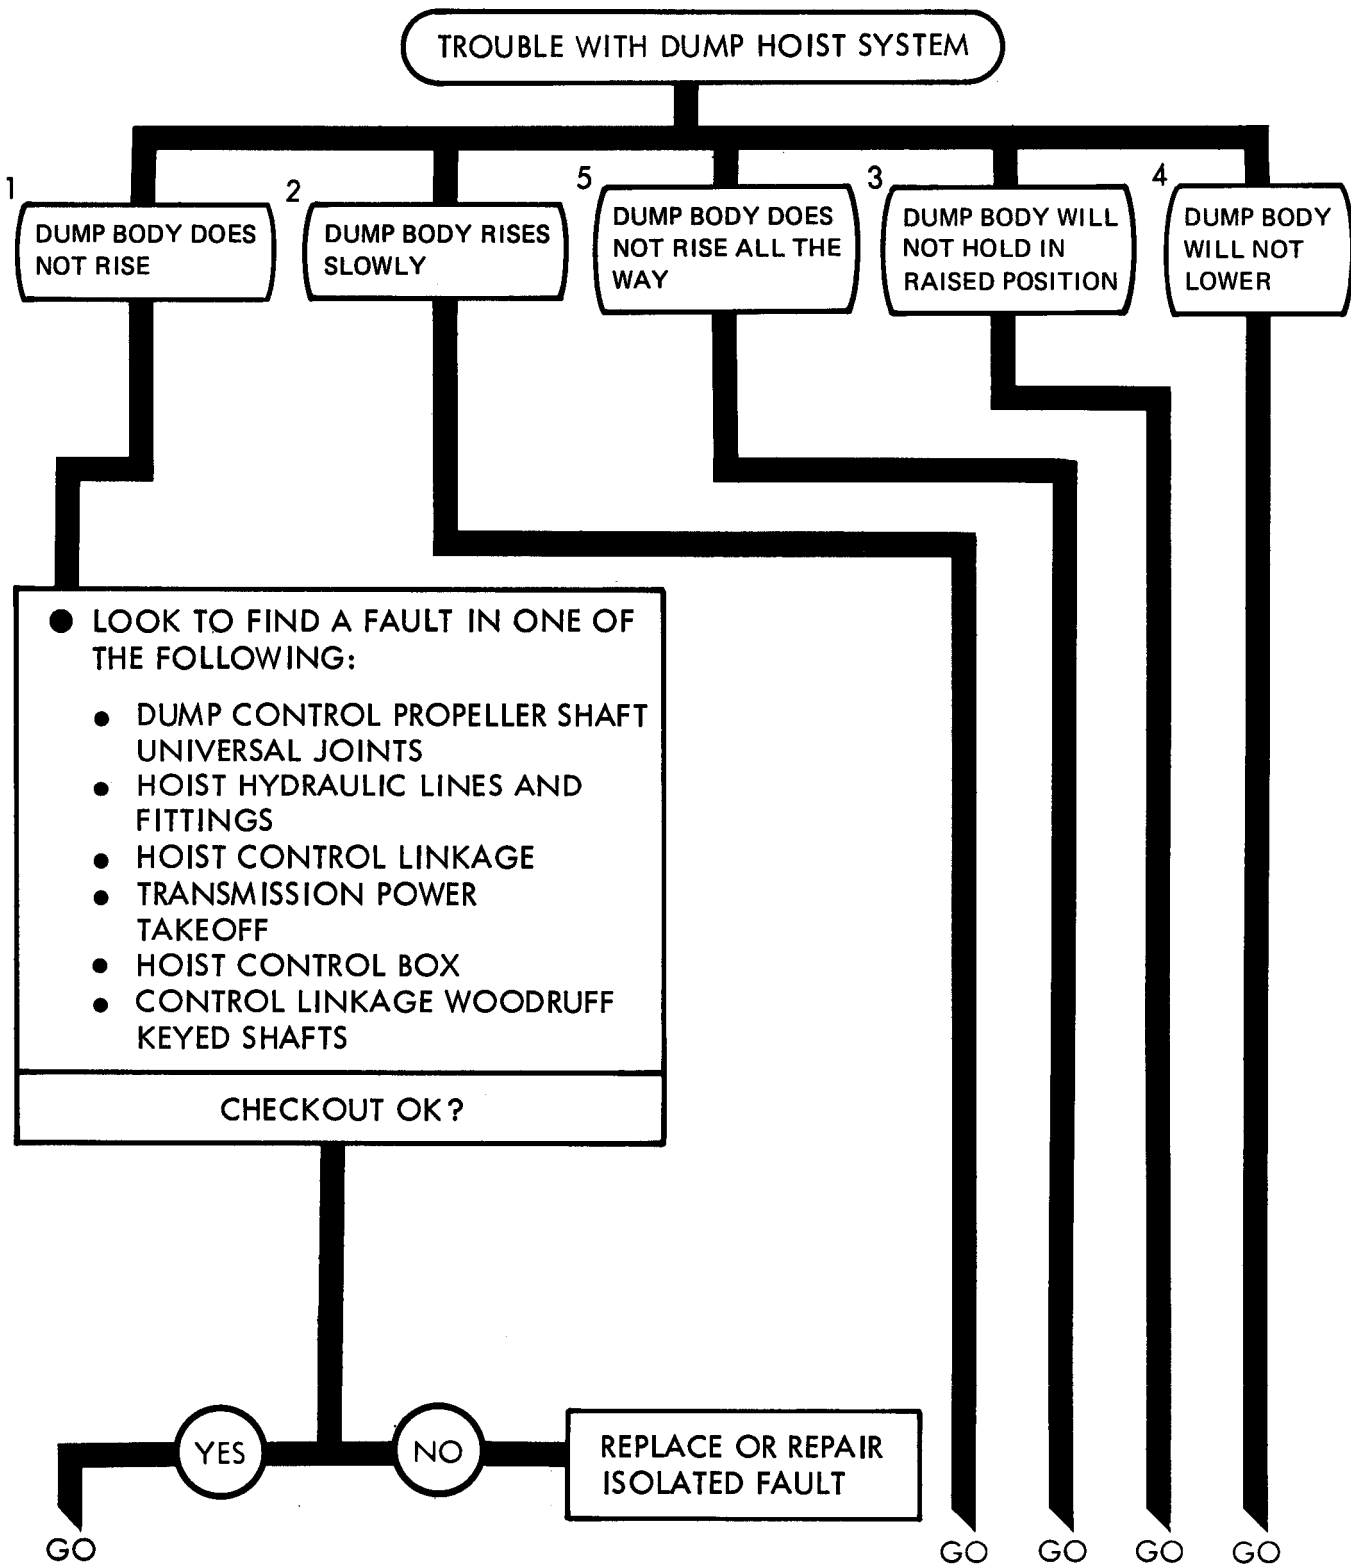 TROUBLE WITH DUMP HOIST SYSTEM
1
DUMP BODY DOES
NOT RISE
2
DUMP BODY RISES
SLOWLY
5
DUMP BODY DOES
NOT RISE ALL THE
WAY
3
DUMP BODY WILL
NOT HOLD IN
RAISED POSITION
4
DUMP BODY
WILL NOT
LOWER
● LOOK TO FIND A FAULT IN ONE OF
THE FOLLOWING:
● DUMP CONTROL PROPELLER SHAFT
UNIVERSAL JOINTS
● HOIST HYDRAULIC LINES AND
FITTINGS
● HOIST CONTROL LINKAGE
● TRANSMISSION POWER
TAKEOFF
● HOIST CONTROL BOX
● CONTROL LINKAGE WOODRUFF
KEYED SHAFTS
CHECKOUT OK?
YES
NO
REPLACE OR REPAIR
ISOLATED FAULT
GO
GO
GO
GO
GO